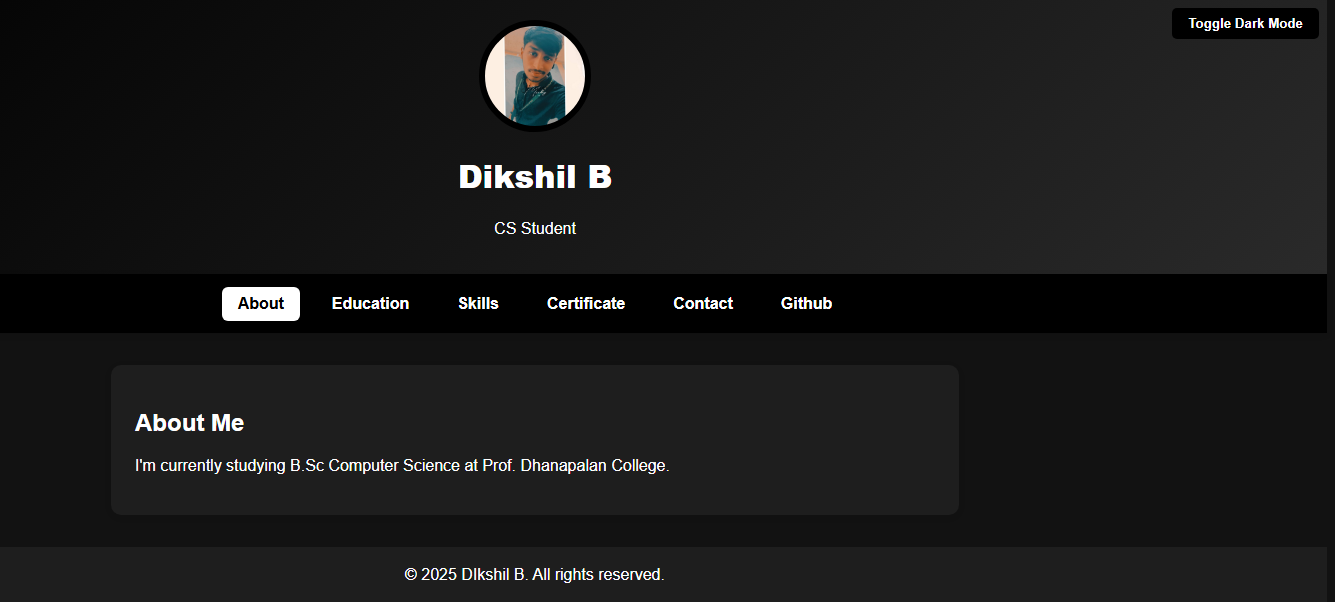 Toggle Dark Mode
Dikshil B
CS Student
About Education Skills Certificate Contact Github
About Me
I'm currently studying B.Sc Computer Science at Prof. Dhanapalan College.
© 2025 DIkshil B. All rights reserved.